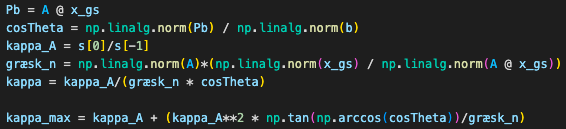 Pb = A @ x_gs
cosTheta = np.linalg.norm(Pb) / np.linalg.norm(b)
kappa_A = s[0]/s[-1]
græsk_n = np.linalg.norm(A)*(np.linalg.norm(x_gs) / np.linalg.norm(A @ x_gs))
kappa = kappa_A/(græsk_n * cosTheta)
kappa_max = kappa_A + (kappa_A**2 * np.tan(np.arccos(cosTheta))/græsk_n)